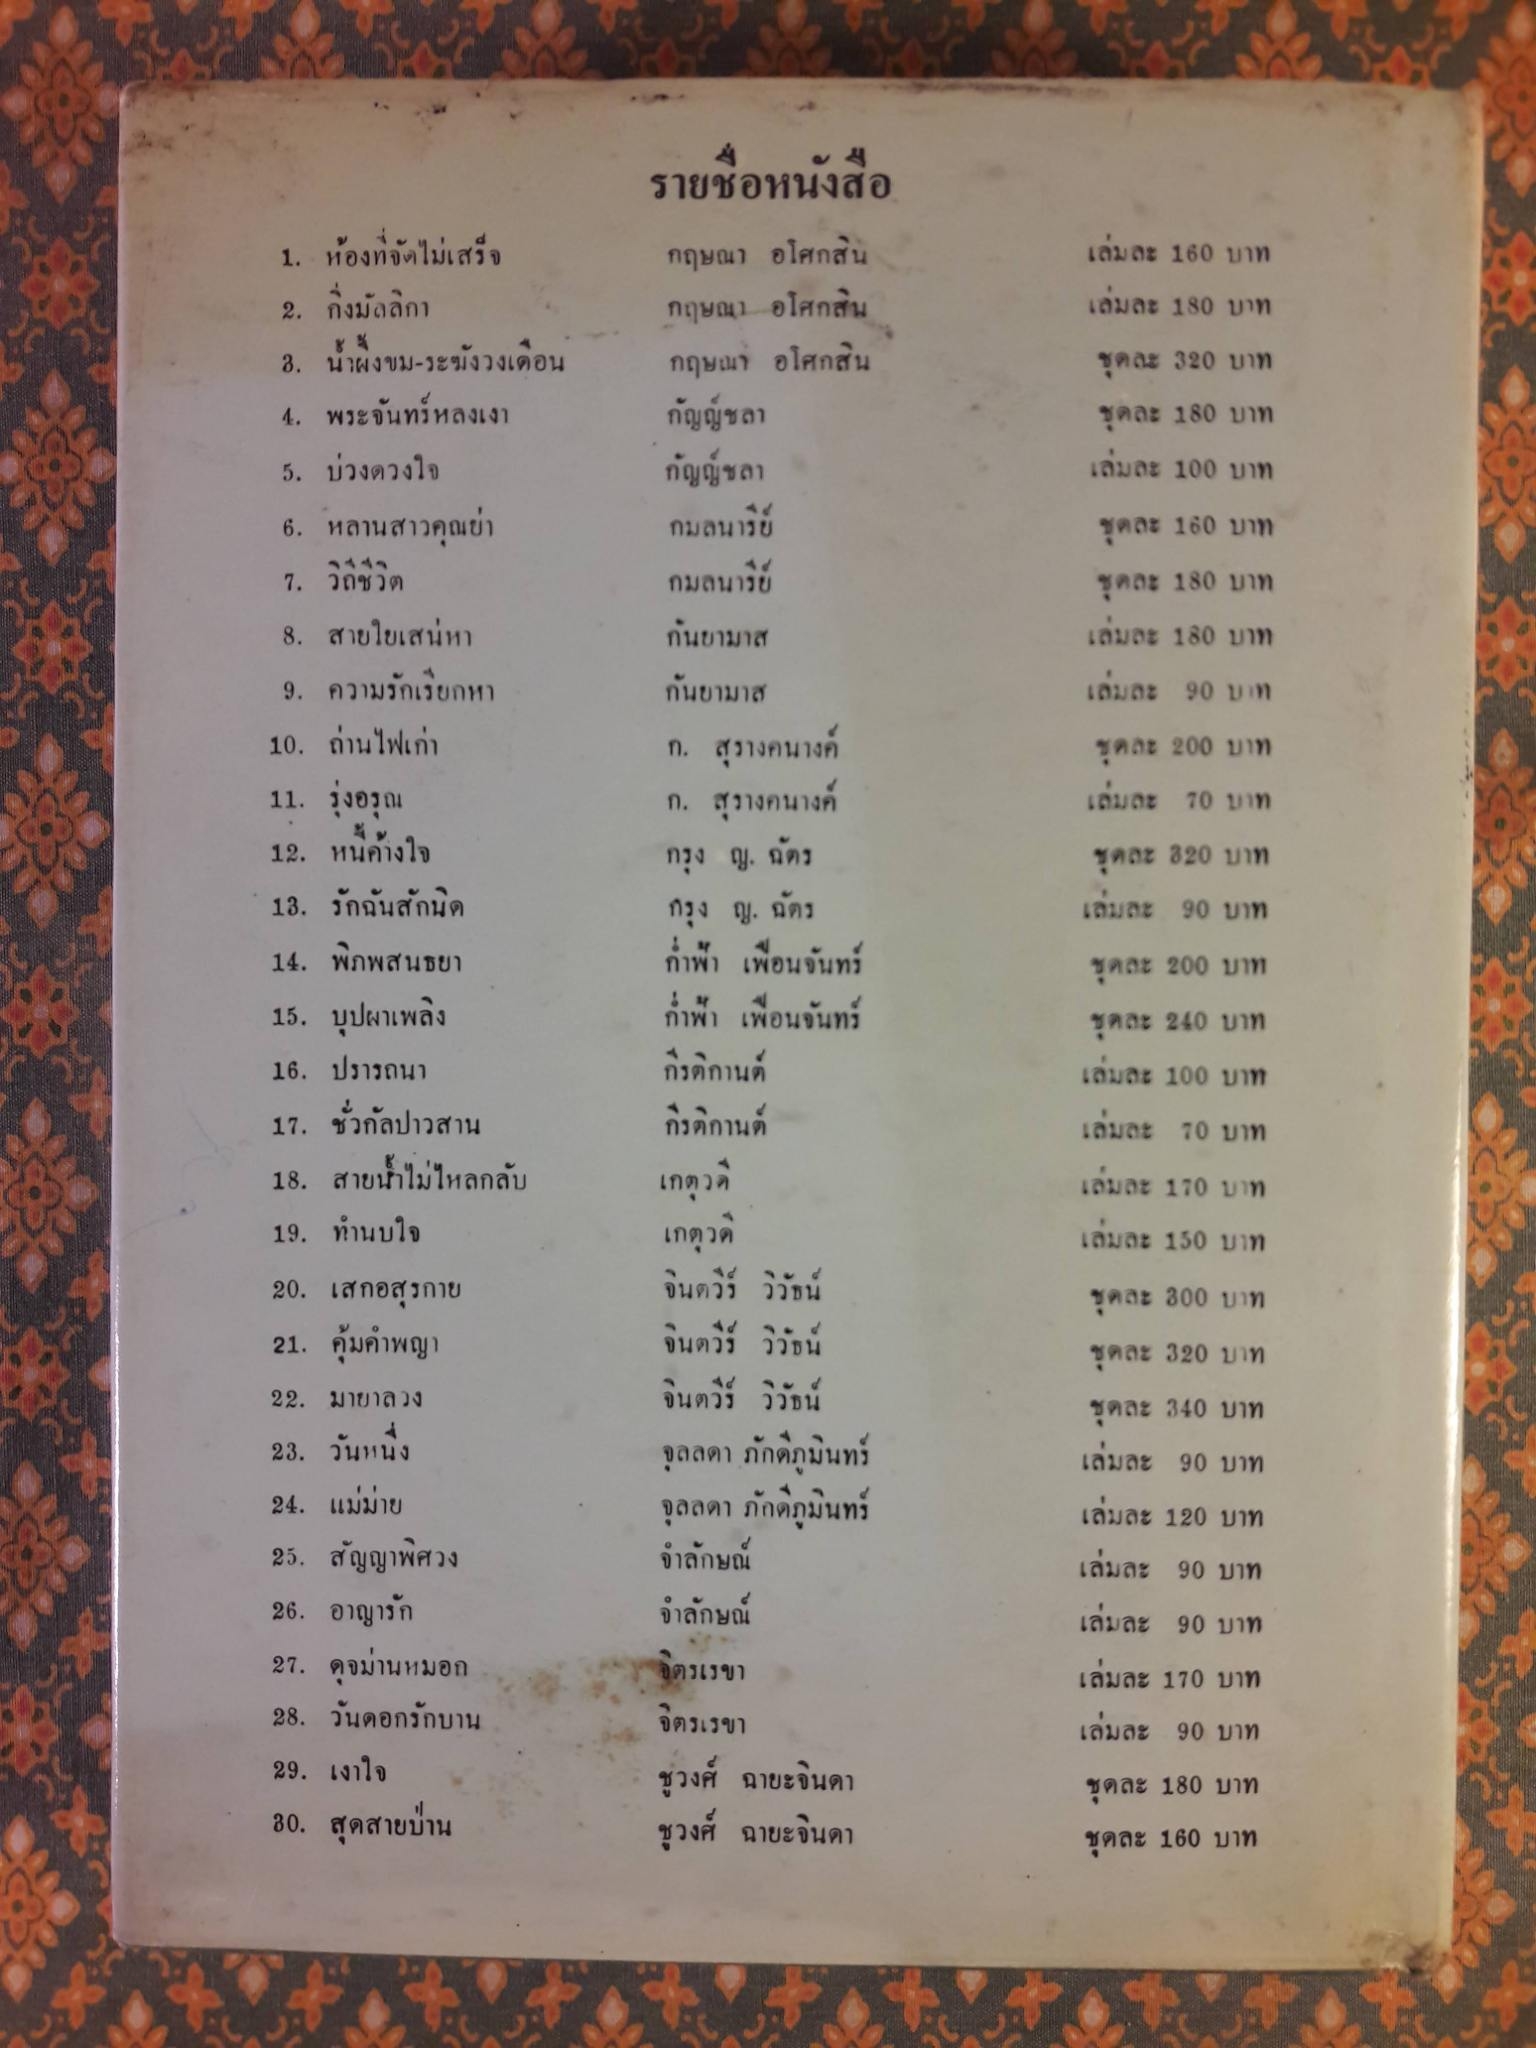 รายชื่อหนังสือ
1. ห้องที่จัดไม่เสร็จ กฤษณา อโศกสิน เล่มละ 160 บาท
2. กิ่งมัลลิกา กฤษณา อโศกสิน เล่มละ 180 บาท
3. น้ำผึ้งขม-ระฆังวงเดือน กฤษณา อโศกสิน ชุดละ 320 บาท
4. พระจันทร์หลงเงา กัญญ์ชลา ชุดละ 180 บาท
5. บ่วงดวงใจ กัญญ์ชลา เล่มละ 100 บาท
6. หลานสาวคุณย่า กมลนารีย์ ชุดละ 160 บาท
7. วิถีชีวิต กมลนารีย์ ชุดละ 180 บาท
8. สายใยเสน่หา กันยามาส เล่มละ 180 บาท
9. ความรักเรียกหา กันยามาส เล่มละ 90 บาท
10. ถ่านไฟเก่า ก. สุรางคนางค์ ชุดละ 200 บาท
11. รุ่งอรุณ ก. สุรางคนางค์ เล่มละ 70 บาท
12. หนี้ค้างใจ กรุง ญ. ฉัตร ชุดละ 320 บาท
13. รักฉันสักนิด กรุง ญ. ฉัตร เล่มละ 90 บาท
14. พิภพสนธยา ก่ำฟ้า เพือนจันทร์ ชุดละ 200 บาท
15. บุปผาเพลิง ก่ำฟ้า เพือนจันทร์ ชุดละ 240 บาท
16. ปรารถนา กีรติกานต์ เล่มละ 100 บาท
17. ชั่วกัลปาวสาน กีรติกานต์ เล่มละ 70 บาท
18. สายน้ำไม่ไหลกลับ เกตุวดี เล่มละ 170 บาท
19. ทำนบใจ เกตุวดี เล่มละ 150 บาท
20. เสกอสุรกาย จินตวีร์ วิวัธน์ ชุดละ 300 บาท
21. คุ้มคำพญา จินตวีร์ วิวัธน์ ชุดละ 320 บาท
22. มายาลวง จินตวีร์ วิวัธน์ ชุดละ 340 บาท
23. วันหนึ่ง จุลลดา ภักดีภูมินทร์ เล่มละ 90 บาท
24. แม่ม่าย จุลลดา ภักดีภูมินทร์ เล่มละ 120 บาท
25. สัญญาพิศวง จำลักษณ์ เล่มละ 90 บาท
26. อาญารัก จำลักษณ์ เล่มละ 90 บาท
27. ดุจม่านหมอก จิตรเรขา เล่มละ 170 บาท
28. วันดอกรักบาน จิตรเรขา เล่มละ 90 บาท
29. เงาใจ ชูวงศ์ ฉายะจินดา ชุดละ 180 บาท
30. สุดสายป่าน ชูวงศ์ ฉายะจินดา ชุดละ 160 บาท